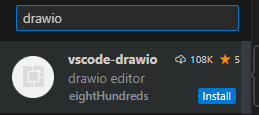 drawio
vscode-drawio 108K 5
drawio editor
eightHundreds Install